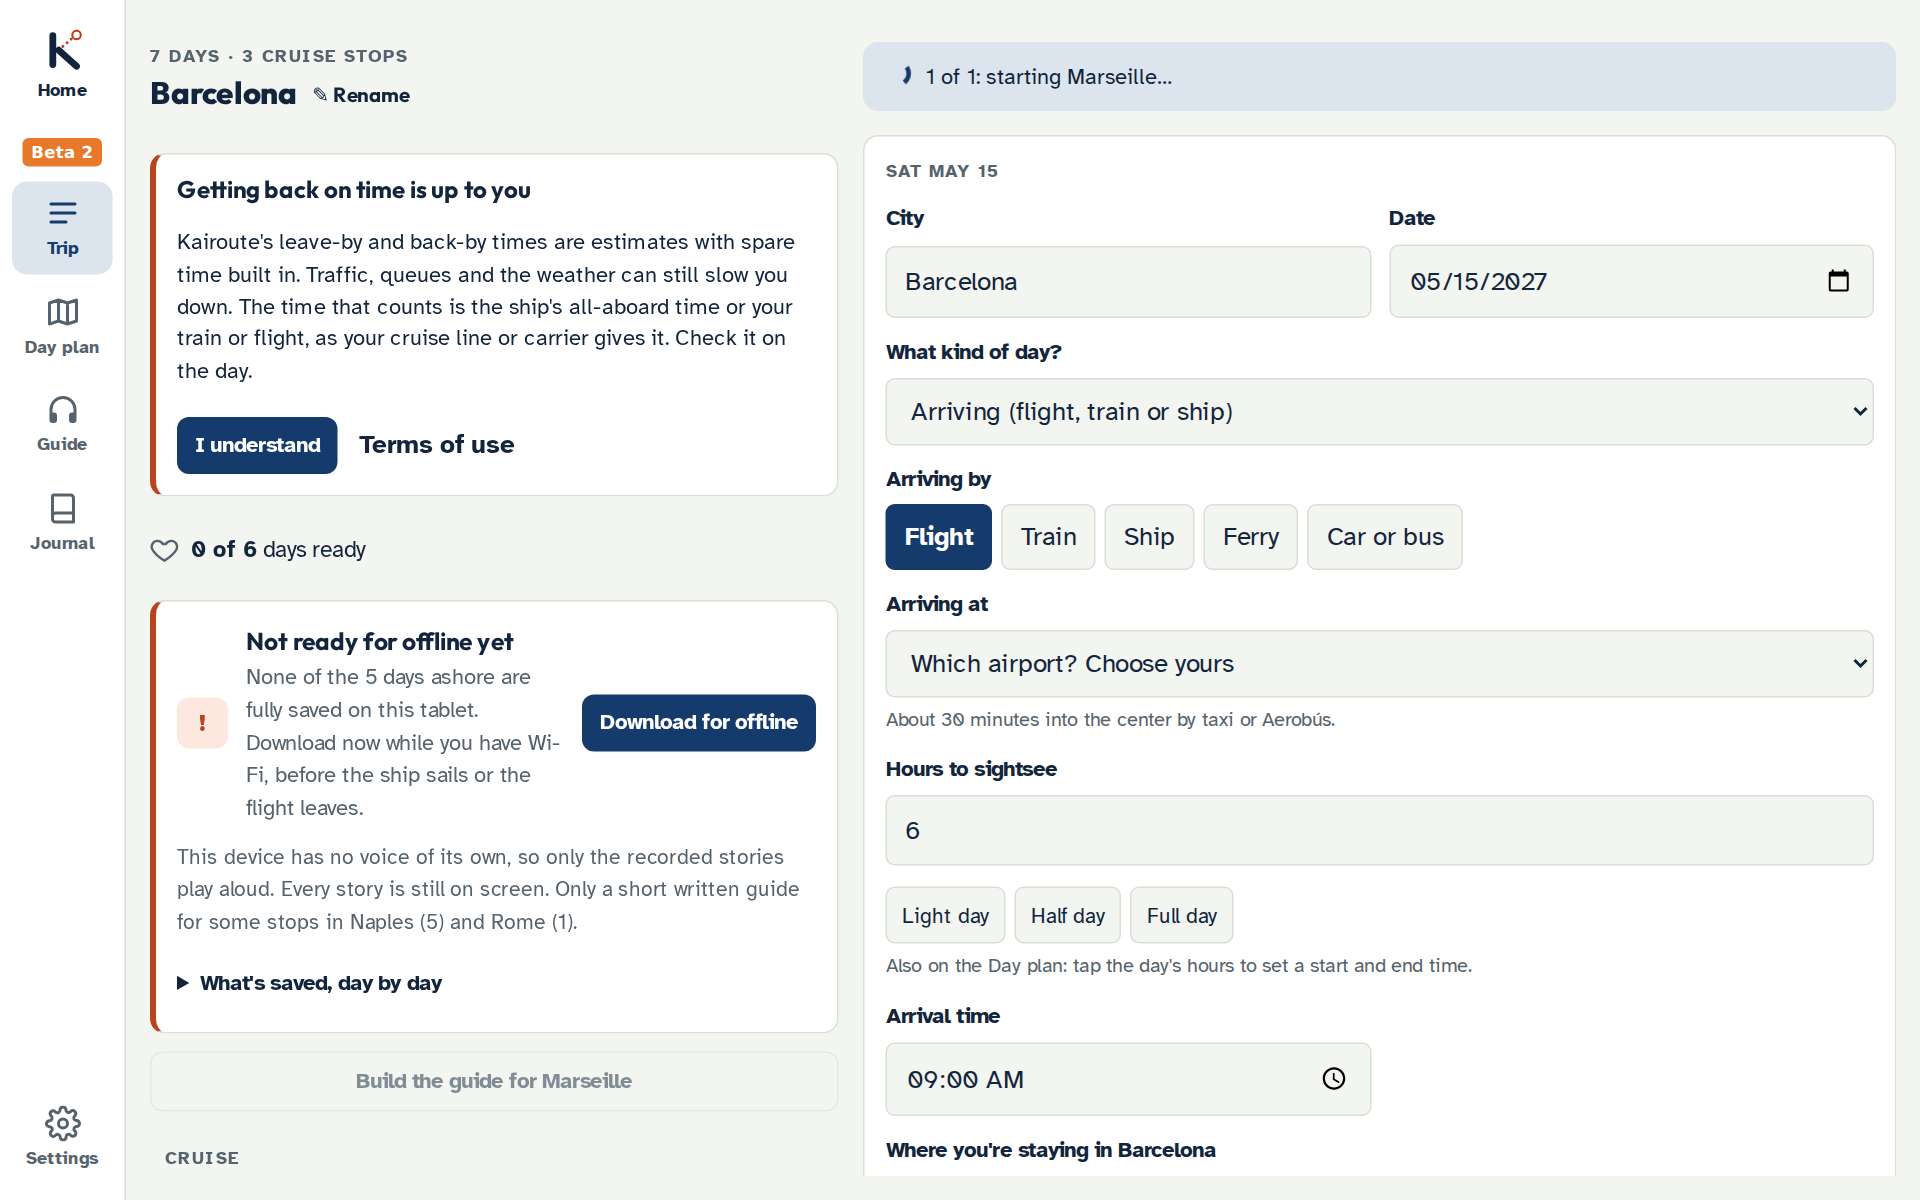 Home
Beta 2
Trip
Day plan
Guide
Journal
Settings
7 DAYS · 3 CRUISE STOPS
Barcelona ✎ Rename
Getting back on time is up to you
Kairoute's leave-by and back-by times are estimates with spare
time built in. Traffic, queues and the weather can still slow you
down. The time that counts is the ship's all-aboard time or your
train or flight, as your cruise line or carrier gives it. Check it on
the day.
I understand
Terms of use
0 of 6 days ready
!
Not ready for offline yet
None of the 5 days ashore are
fully saved on this tablet.
Download now while you have Wi-
Fi, before the ship sails or the
flight leaves.
Download for offline
This device has no voice of its own, so only the recorded stories
play aloud. Every story is still on screen. Only a short written guide
for some stops in Naples (5) and Rome (1).
▶ What's saved, day by day
Build the guide for Marseille
CRUISE
1 of 1: starting Marseille...
SAT MAY 15
City
Barcelona
Date
05/15/2027
What kind of day?
Arriving (flight, train or ship)
Arriving by
Flight
Train
Ship
Ferry
Car or bus
Arriving at
Which airport? Choose yours
About 30 minutes into the center by taxi or Aerobús.
Hours to sightsee
6
Light day
Half day
Full day
Also on the Day plan: tap the day's hours to set a start and end time.
Arrival time
09:00 AM
Where you're staying in Barcelona